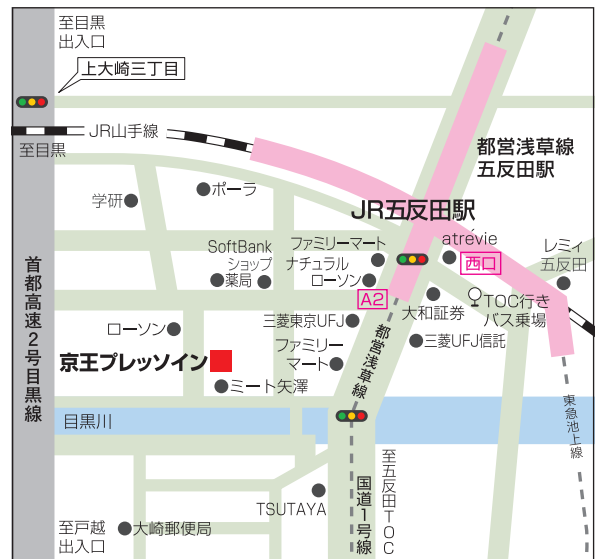 至目黒
出入口
上大崎三丁目
JR山手線
至目黒
都営浅草線
五反田駅
学研
ポーラ
JR五反田駅
SoftBank
ショップ
薬局
ファミリーマート
ナチュラル
ローソン
atrévie
西口
レミィ
五反田
A2
TOC行き
バス乗場
大和証券
首都高速2号目黒線
ローソン
三菱東京UFJ
三菱UFJ信託
都営浅草線
ファミリー
マート
京王プレッソイン
ミート矢澤
東急池上線
目黒川
至五反田TOC
国道1号線
TSUTAYA
至戸越
出入口
大崎郵便局